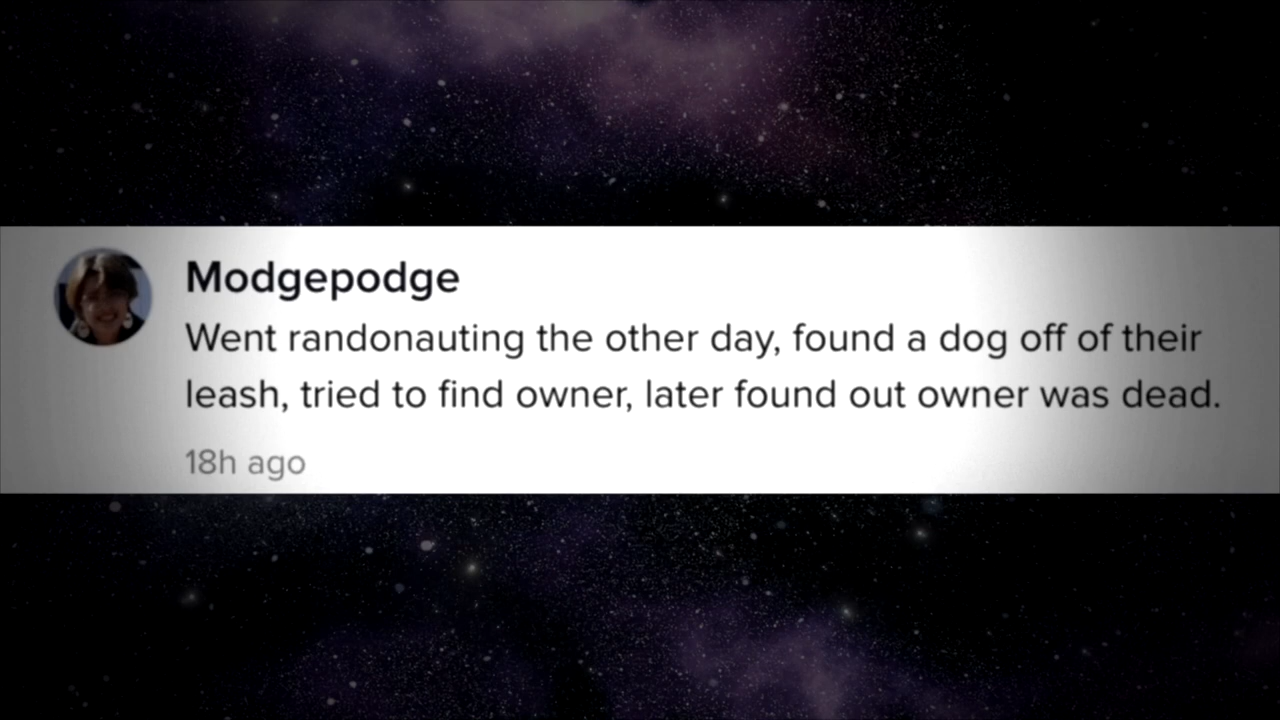 Modgepodge
Went randonauting the other day, found a dog off of their
leash, tried to find owner, later found out owner was dead.
18h ago